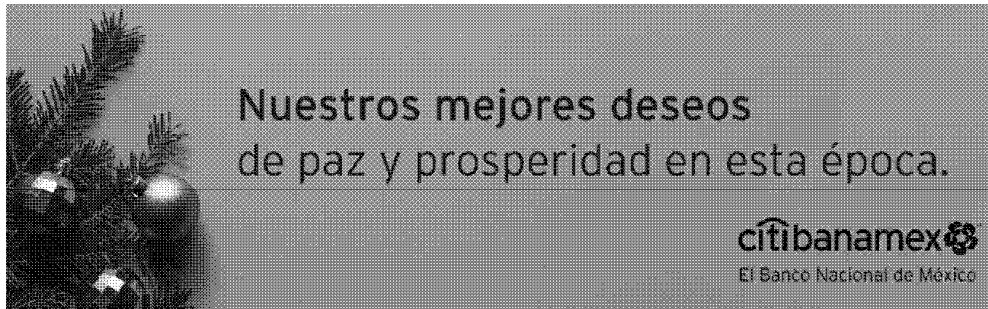 Nuestros mejores deseos
de paz y prosperidad en esta época.
citibanamex
El Banco Nacional de México